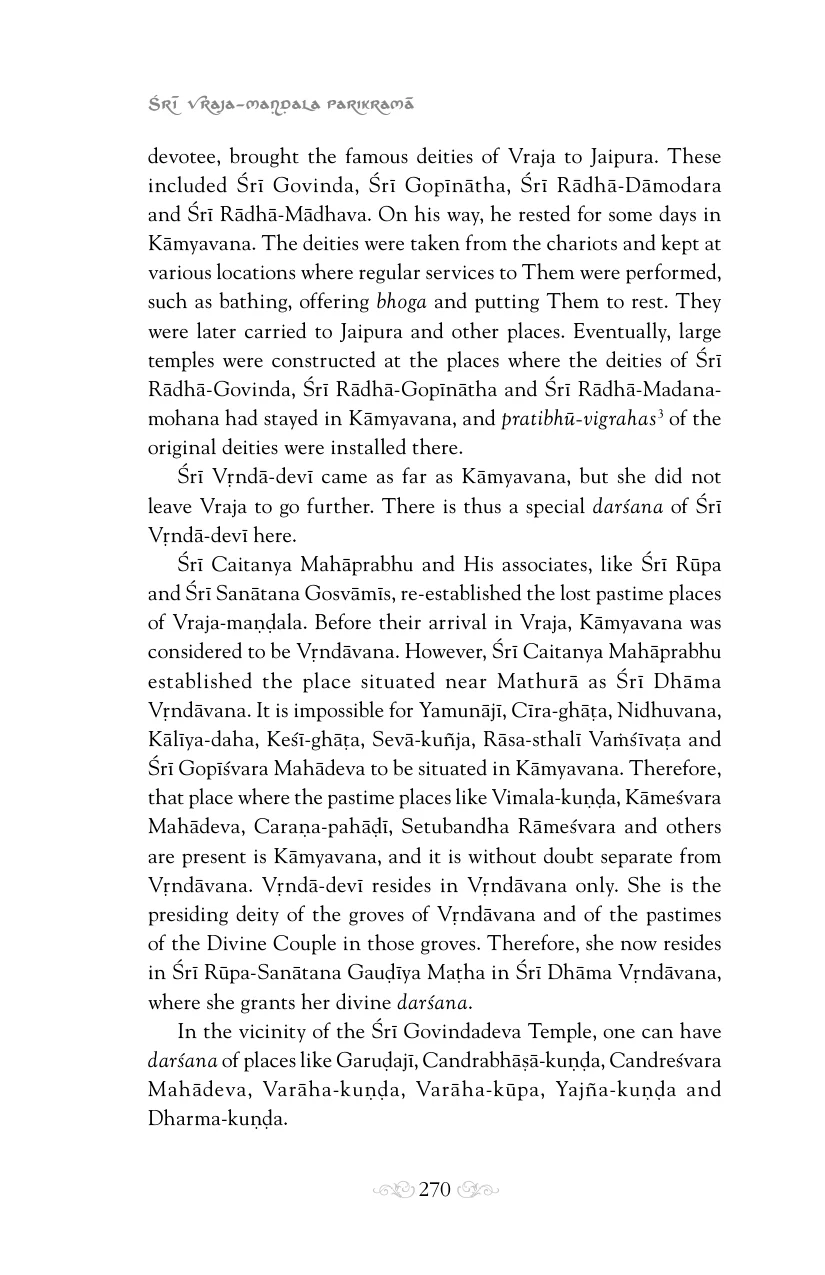 Śrī Vraja-maṇḍala Parikramā
devotee, brought the famous deities of Vraja to Jaipura. These
included Śrī Govinda, Śrī Gopīnātha, Śrī Rādhā-Dāmodara
and Śrī Rādhā-Mādhava. On his way, he rested for some days in
Kāmyavana. The deities were taken from the chariots and kept at
various locations where regular services to Them were performed,
such as bathing, offering bhoga and putting Them to rest. They
were later carried to Jaipura and other places. Eventually, large
temples were constructed at the places where the deities of Śrī
Rādhā-Govinda, Śrī Rādhā-Gopīnātha and Śrī Rādhā-Madana-
mohana had stayed in Kāmyavana, and pratibhū-vigrahas³ of the
original deities were installed there.
Śrī Vṛndā-devī came as far as Kāmyavana, but she did not
leave Vraja to go further. There is thus a special darśana of Śrī
Vṛndā-devī here.
Śrī Caitanya Mahāprabhu and His associates, like Śrī Rūpa
and Śrī Sanātana Gosvāmīs, re-established the lost pastime places
of Vraja-maṇḍala. Before their arrival in Vraja, Kāmyavana was
considered to be Vṛndāvana. However, Śrī Caitanya Mahāprabhu
established the place situated near Mathurā as Śrī Dhāma
Vṛndāvana. It is impossible for Yamunājī, Cīra-ghāṭa, Nidhuvana,
Kālīya-daha, Keśī-ghāṭa, Sevā-kuñja, Rāsa-sthalī Vaṁśīvaṭa and
Śrī Gopīśvara Mahādeva to be situated in Kāmyavana. Therefore,
that place where the pastime places like Vimala-kuṇḍa, Kāmeśvara
Mahādeva, Caraṇa-pahāḍī, Setubandha Rāmeśvara and others
are present is Kāmyavana, and it is without doubt separate from
Vṛndāvana. Vṛndā-devī resides in Vṛndāvana only. She is the
presiding deity of the groves of Vṛndāvana and of the pastimes
of the Divine Couple in those groves. Therefore, she now resides
in Śrī Rūpa-Sanātana Gauḍīya Maṭha in Śrī Dhāma Vṛndāvana,
where she grants her divine darśana.
In the vicinity of the Śrī Govindadeva Temple, one can have
darśana of places like Garuḍajī, Candrabhāṣā-kuṇḍa, Candreśvara
Mahādeva, Varāha-kuṇḍa, Varāha-kūpa, Yajña-kuṇḍa and
Dharma-kuṇḍa.
270